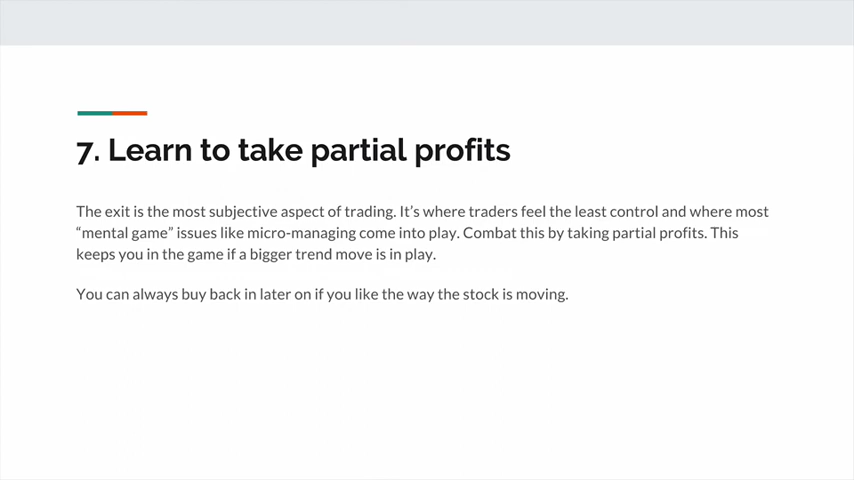 7. Learn to take partial profits
The exit is the most subjective aspect of trading. It’s where traders feel the least control and where most
“mental game” issues like micro-managing come into play. Combat this by taking partial profits. This
keeps you in the game if a bigger trend move is in play.
You can always buy back in later on if you like the way the stock is moving.